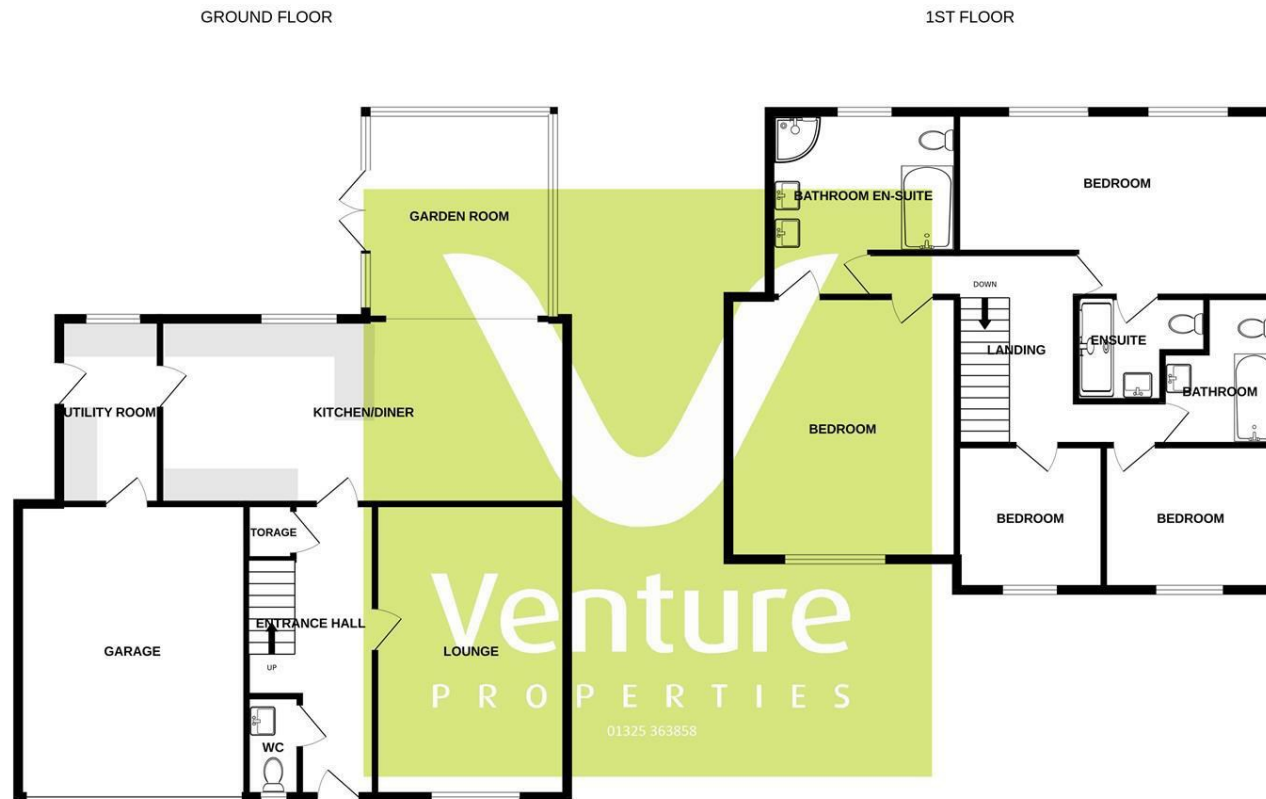 GROUND FLOOR
1ST FLOOR
GARDEN ROOM
UTILITY ROOM
KITCHEN/DINER
TORAGE
ENTRANCE HALL
UP
GARAGE
LOUNGE
WC
BATHROOM EN-SUITE
BEDROOM
DOWN
LANDING
ENSUITE
BATHROOM
BEDROOM
BEDROOM
BEDROOM
Venture
PROPERTIES
01325 363858